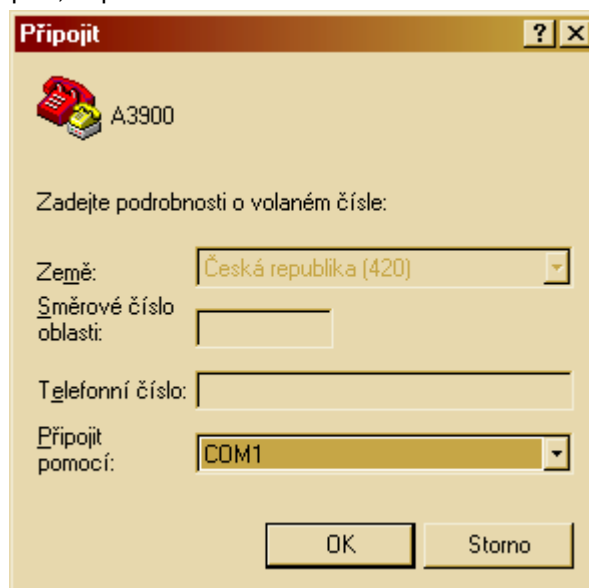 Připojit
A3900
Zadejte podrobnosti o volaném čísle:
Země: Česká republika (420)
Směrové číslo
oblasti:
Telefonní číslo:
Připojit
pomocí: COM1
OK Storno